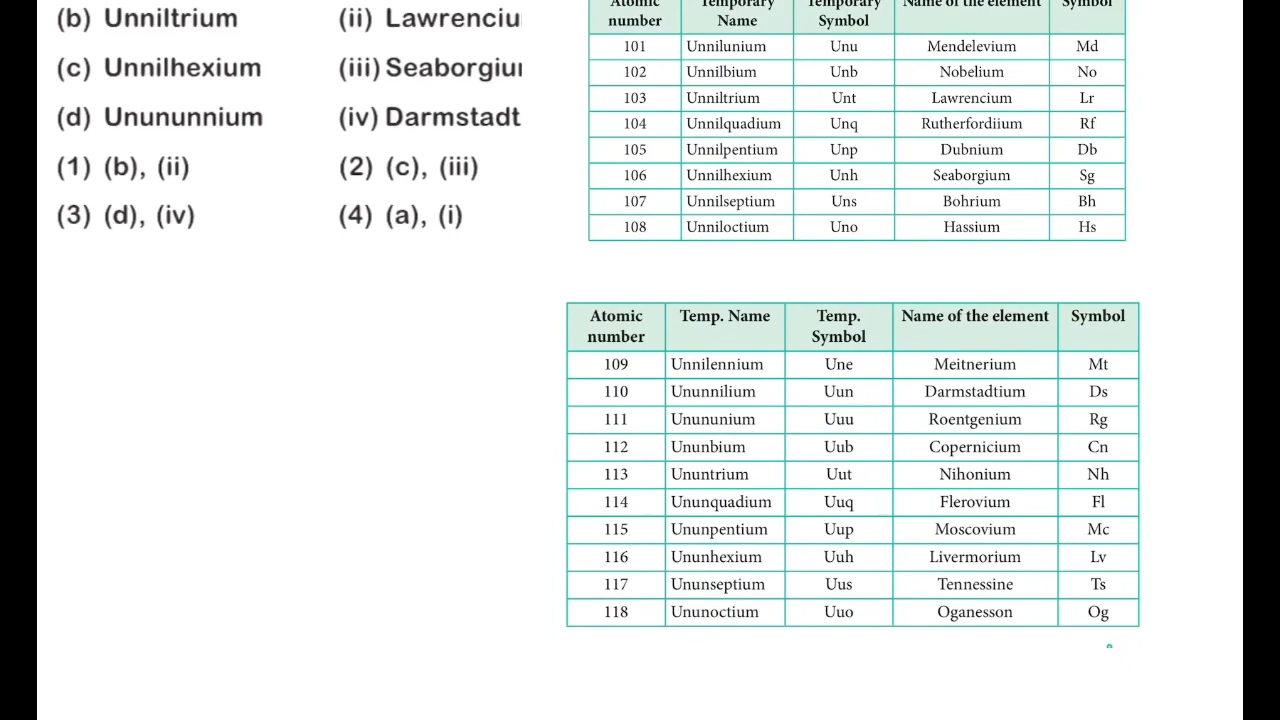 (b) Unniltrium (ii) Lawrenciu
(c) Unnilhexium (iii) Seaborgiu
(d) Unununnium (iv) Darmstadt
(1) (b), (ii) (2) (c), (iii)
(3) (d), (iv) (4) (a), (i)
Atomic number Temporary Name Temporary Symbol Name of the element Symbol
101 Unnilunium Unu Mendelevium Md
102 Unnilbium Unb Nobelium No
103 Unniltrium Unt Lawrencium Lr
104 Unnilquadium Unq Rutherfordiium Rf
105 Unnilpentium Unp Dubnium Db
106 Unnilhexium Unh Seaborgium Sg
107 Unnilseptium Uns Bohrium Bh
108 Unniloctium Uno Hassium Hs
Atomic number Temp. Name Temp. Symbol Name of the element Symbol
109 Unnilennium Une Meitnerium Mt
110 Ununnilium Uun Darmstadtium Ds
111 Unununium Uuu Roentgenium Rg
112 Ununbium Uub Copernicium Cn
113 Ununtrium Uut Nihonium Nh
114 Ununquadium Uuq Flerovium Fl
115 Ununpentium Uup Moscovium Mc
116 Ununhexium Uuh Livermorium Lv
117 Ununseptium Uus Tennessine Ts
118 Ununoctium Uuo Oganesson Og